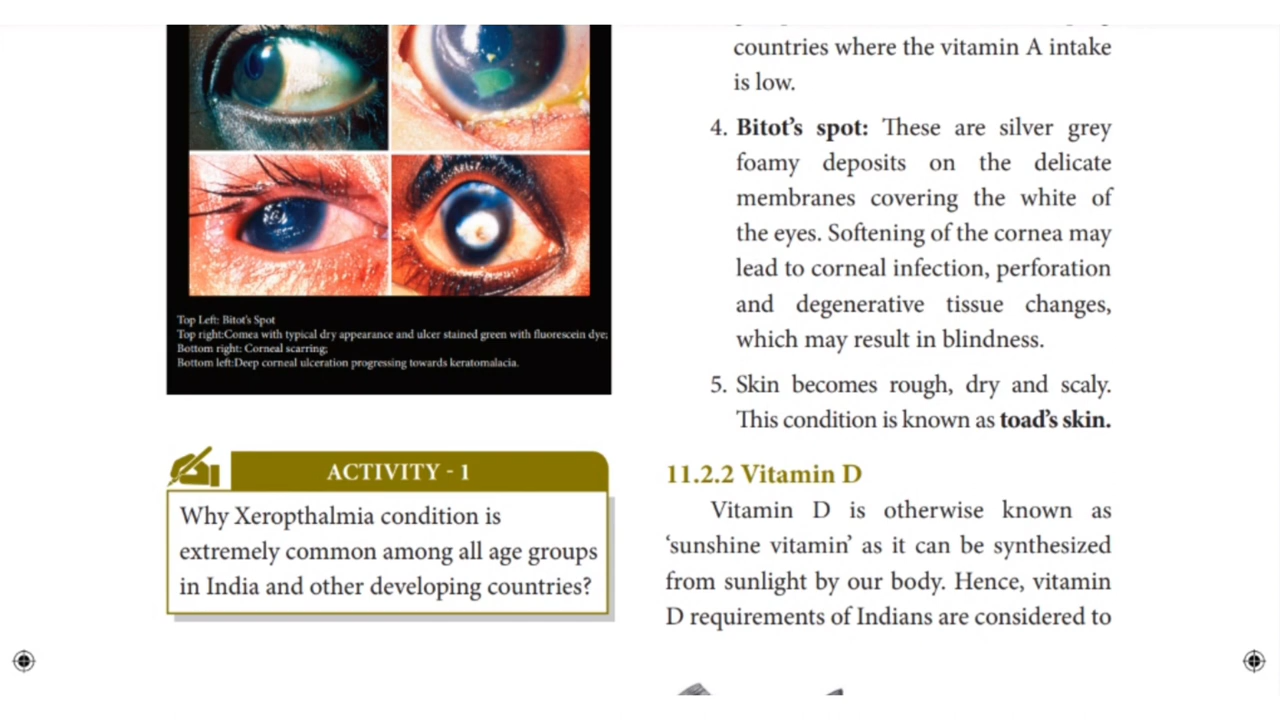 Top Left: Bitot's Spot
Top right:Cornea with typical dry appearance and ulcer stained green with fluorescein dye;
Bottom right: Corneal scarring;
Bottom left:Deep corneal ulceration progressing towards keratomalacia.
ACTIVITY - 1
Why Xeropthalmia condition is
extremely common among all age groups
in India and other developing countries?
countries where the vitamin A intake
is low.
4. Bitot’s spot: These are silver grey
foamy deposits on the delicate
membranes covering the white of
the eyes. Softening of the cornea may
lead to corneal infection, perforation
and degenerative tissue changes,
which may result in blindness.
5. Skin becomes rough, dry and scaly.
This condition is known as toad’s skin.
11.2.2 Vitamin D
Vitamin D is otherwise known as
‘sunshine vitamin’ as it can be synthesized
from sunlight by our body. Hence, vitamin
D requirements of Indians are considered to